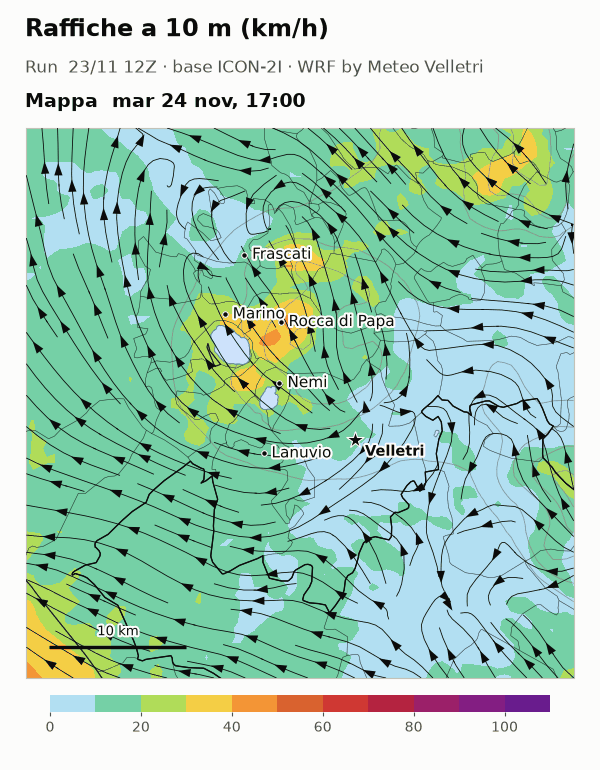 Raffiche a 10 m (km/h)
Run  23/11 12Z · base ICON-2I · WRF by Meteo Velletri
Mappa  mar 24 nov, 17:00
Frascati
Marino
Rocca di Papa
Nemi
Velletri
Lanuvio
10 km
0 20 40 60 80 100